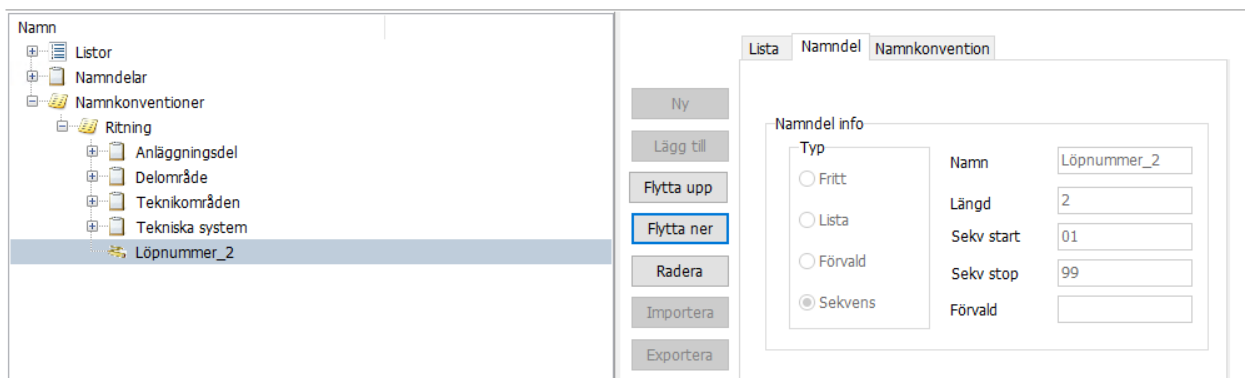 Namn
Listor
Namndelar
Namnkonventioner
Ritning
Anläggningsdel
Delområde
Teknikområden
Tekniska system
Löpnummer_2
Ny
Lägg till
Flytta upp
Flytta ner
Radera
Importera
Exportera
Lista Namndel Namnkonvention
Namndel info
Typ
Fritt
Lista
Förvald
Sekvens
Namn Löpnummer_2
Längd 2
Sekv start 01
Sekv stop 99
Förvald